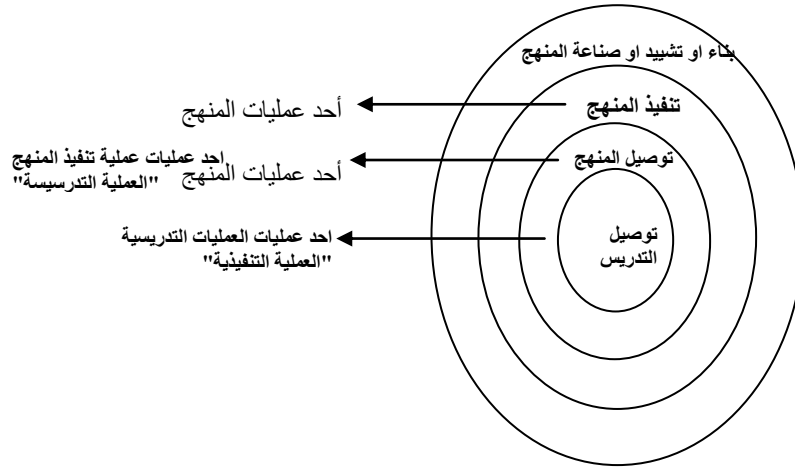 بناء او تشييد او صناعة المنهج
تنفيذ المنهج
أحد عمليات المنهج
توصيل المنهج
احد عمليات عملية تنفيذ المنهج
"العملية التدرسيسة"
أحد عمليات المنهج
توصيل
التدريس
احد عمليات العمليات التدريسية
"العملية التنفيذية"